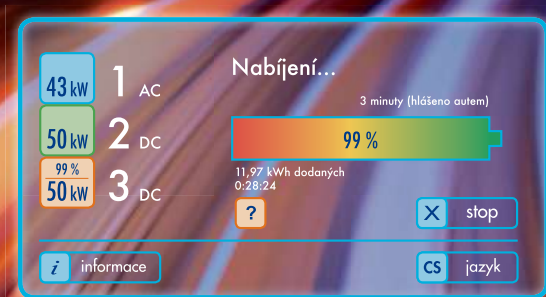 43 kw 1 AC
50 kw 2 DC
99 %
50 kw 3 DC
Nabíjení...
3 minuty (hlášeno autem)
99 %
11,97 kWh dodaných
0:28:24
?
X stop
i informace
CS jazyk